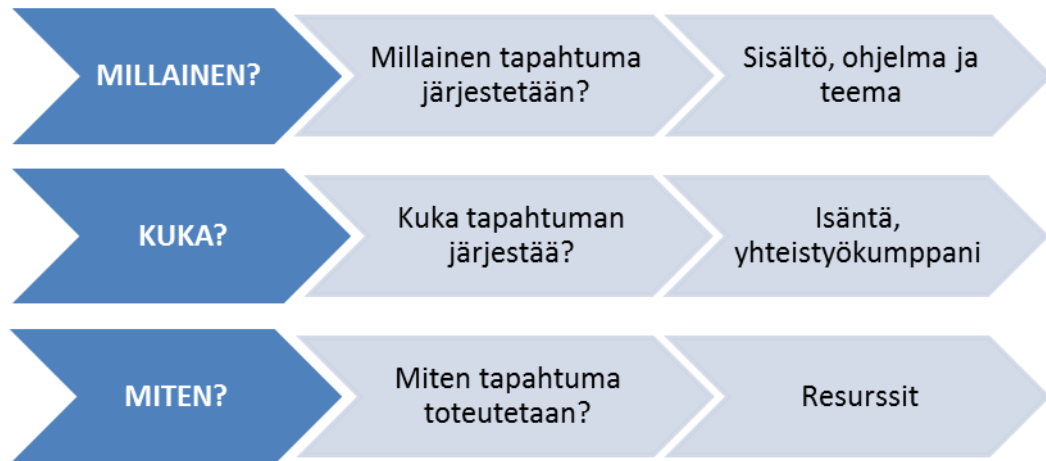 MILLAINEN?
Millainen tapahtuma
järjestetään?
Sisältö, ohjelma ja
teema
KUKA?
Kuka tapahtuman
järjestää?
Isäntä,
yhteistyökumppani
MITEN?
Miten tapahtuma
toteutetaan?
Resurssit